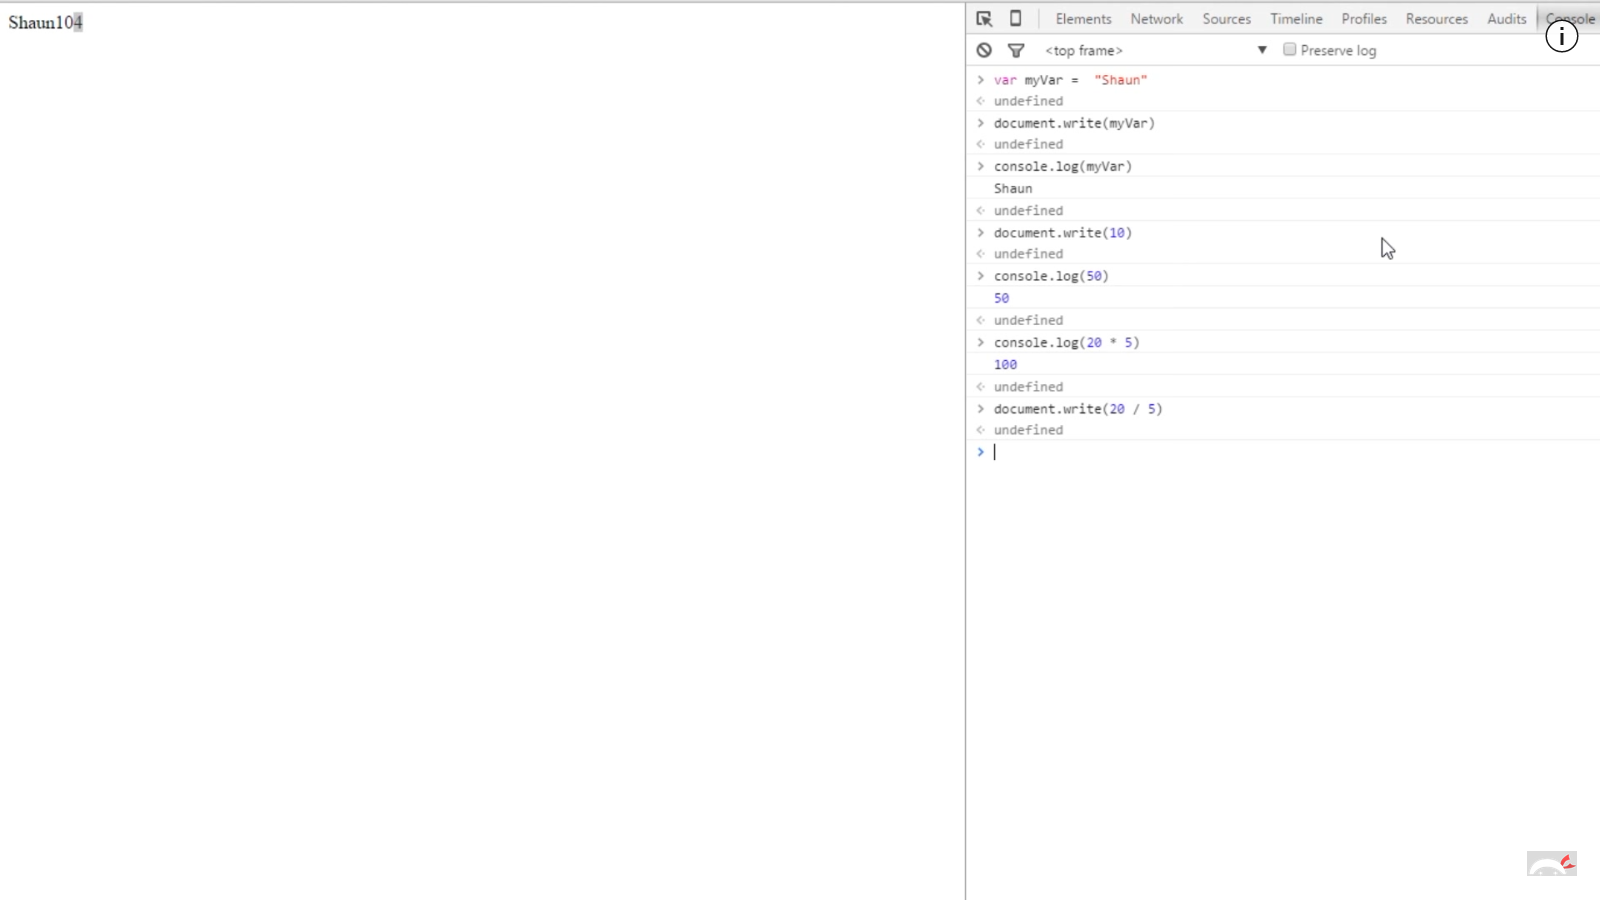 Shaun104
Elements Network Sources Timeline Profiles Resources Audits Console
i
<top frame> ▼ Preserve log
> var myVar =  "Shaun"
< undefined
> document.write(myVar)
< undefined
> console.log(myVar)
Shaun
< undefined
> document.write(10)
< undefined
> console.log(50)
50
< undefined
> console.log(20 * 5)
100
< undefined
> document.write(20 / 5)
< undefined
>